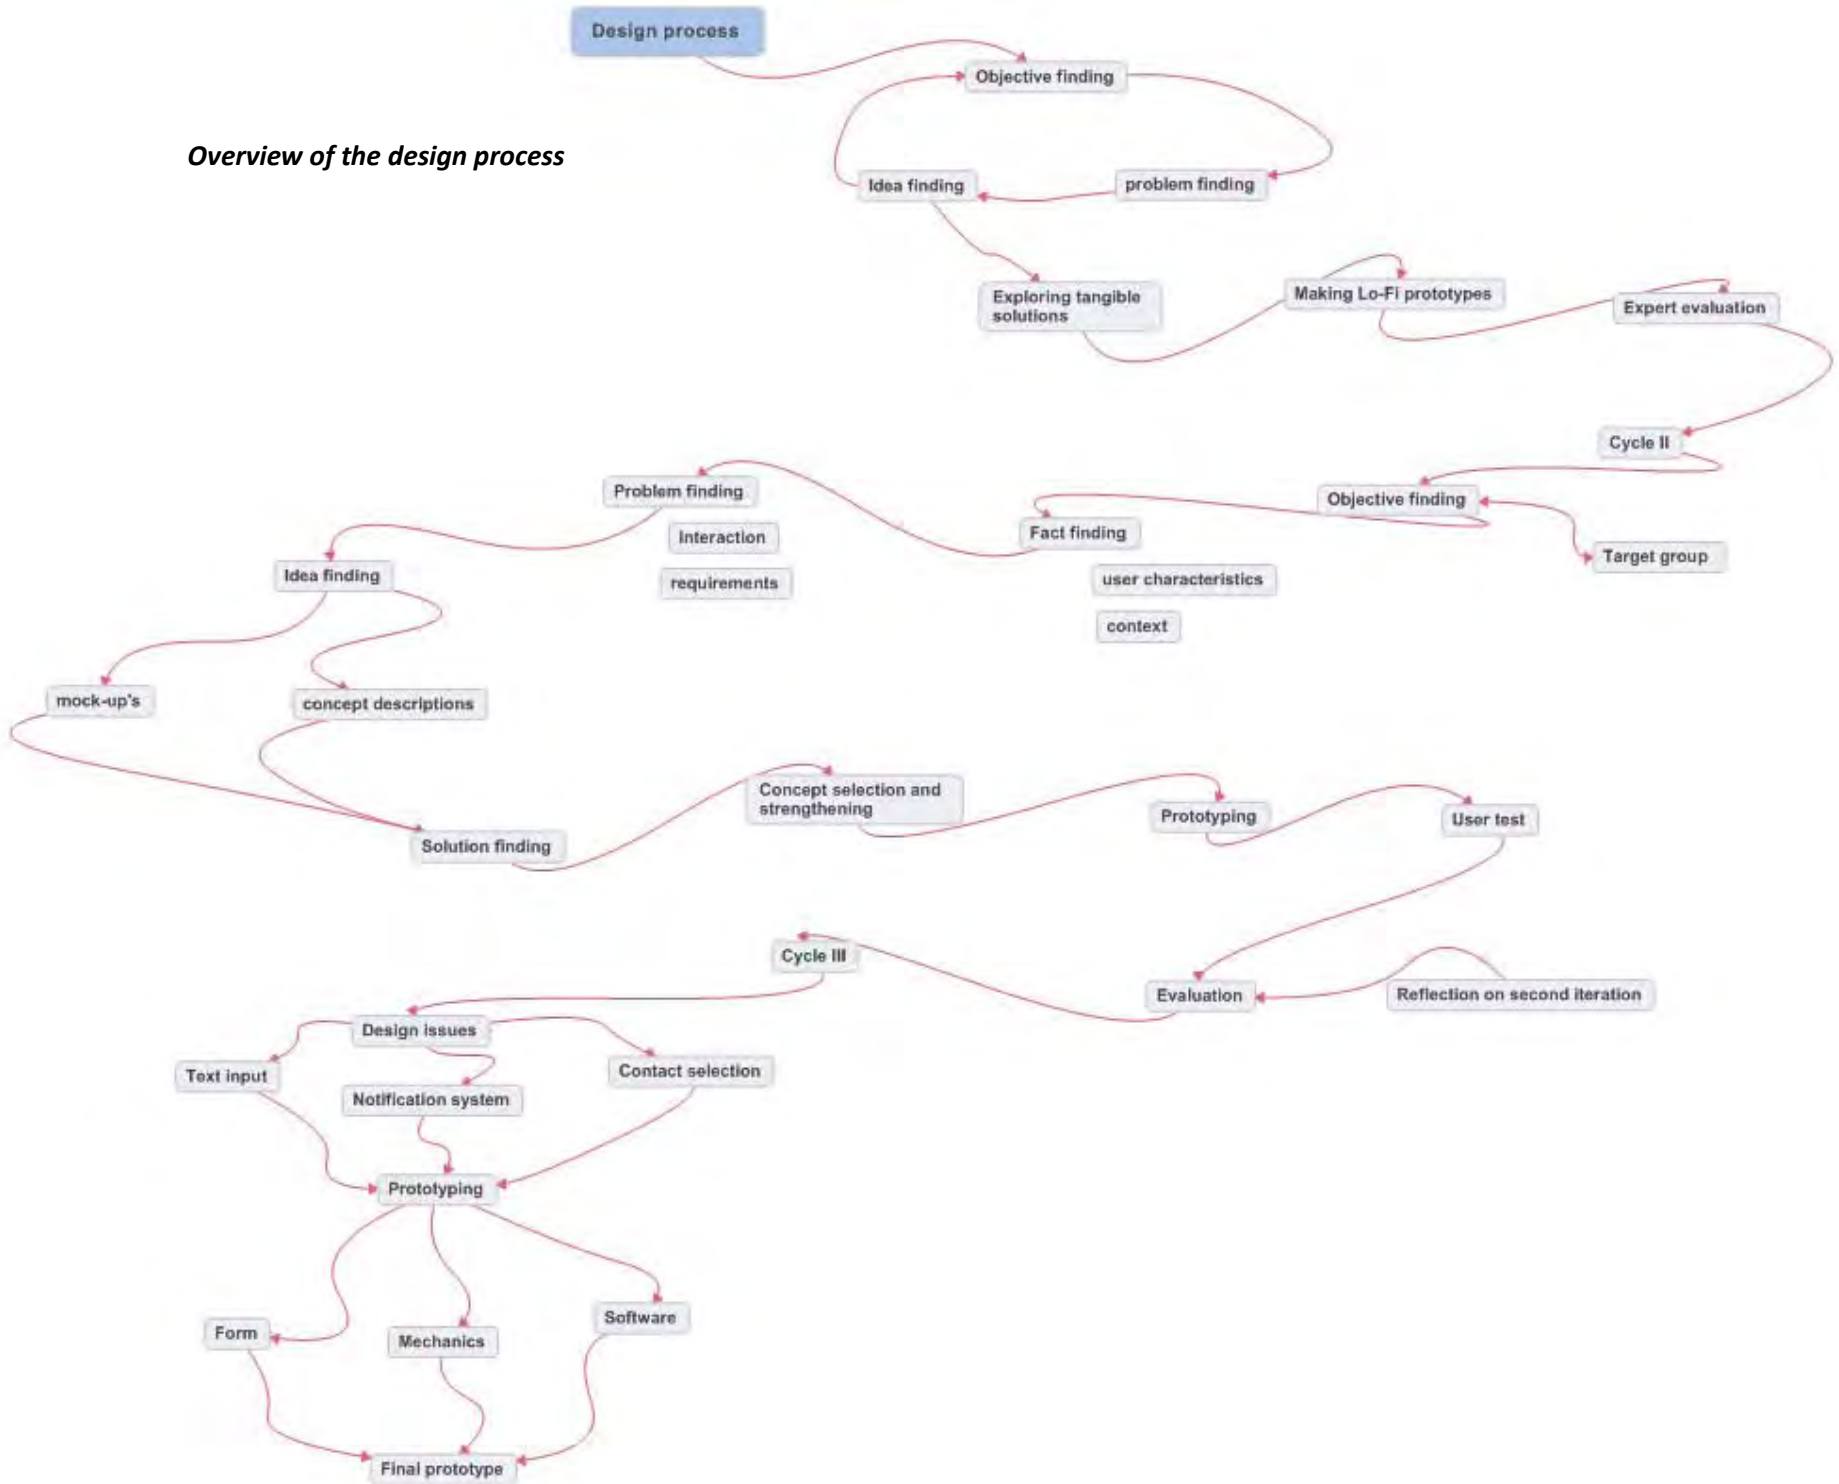 Design process
Objective finding
Overview of the design process
Idea finding
problem finding
Exploring tangible
solutions
Making Lo-Fi prototypes
Expert evaluation
Cycle II
Objective finding
Target group
Fact finding
user characteristics
context
Problem finding
Interaction
requirements
Idea finding
mock-up's
concept descriptions
Solution finding
Concept selection and
strengthening
Prototyping
User test
Evaluation
Reflection on second iteration
Cycle III
Design issues
Text input
Notification system
Contact selection
Prototyping
Form
Mechanics
Software
Final prototype